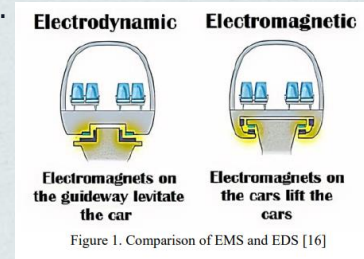 Electrodynamic
Electromagnetic
Electromagnets on
the guideway levitate
the car
Electromagnets on
the cars lift the
cars
Figure 1. Comparison of EMS and EDS [16]